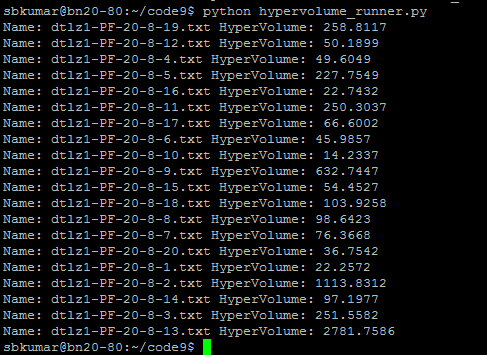 sbkumar@bn20-80:~/code9$ python hypervolume_runner.py
Name: dtlz1-PF-20-8-19.txt HyperVolume: 258.8117
Name: dtlz1-PF-20-8-12.txt HyperVolume: 50.1899
Name: dtlz1-PF-20-8-4.txt HyperVolume: 49.6049
Name: dtlz1-PF-20-8-5.txt HyperVolume: 227.7549
Name: dtlz1-PF-20-8-16.txt HyperVolume: 22.7432
Name: dtlz1-PF-20-8-11.txt HyperVolume: 250.3037
Name: dtlz1-PF-20-8-17.txt HyperVolume: 66.6002
Name: dtlz1-PF-20-8-6.txt HyperVolume: 45.9857
Name: dtlz1-PF-20-8-10.txt HyperVolume: 14.2337
Name: dtlz1-PF-20-8-9.txt HyperVolume: 632.7447
Name: dtlz1-PF-20-8-15.txt HyperVolume: 54.4527
Name: dtlz1-PF-20-8-18.txt HyperVolume: 103.9258
Name: dtlz1-PF-20-8-8.txt HyperVolume: 98.6423
Name: dtlz1-PF-20-8-7.txt HyperVolume: 76.3668
Name: dtlz1-PF-20-8-20.txt HyperVolume: 36.7542
Name: dtlz1-PF-20-8-1.txt HyperVolume: 22.2572
Name: dtlz1-PF-20-8-2.txt HyperVolume: 1113.8312
Name: dtlz1-PF-20-8-14.txt HyperVolume: 97.1977
Name: dtlz1-PF-20-8-3.txt HyperVolume: 251.5582
Name: dtlz1-PF-20-8-13.txt HyperVolume: 2781.7586
sbkumar@bn20-80:~/code9$